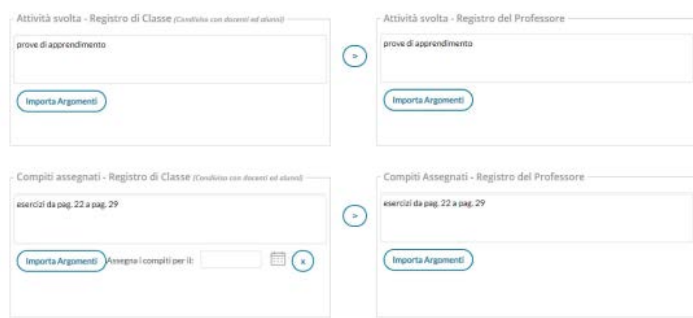 Attività svolta - Registro di Classe (Condivisa con docenti ed alunni)
prove di apprendimento
Importa Argomenti
>
Attività svolta - Registro del Professore
prove di apprendimento
Importa Argomenti
Compiti assegnati - Registro di Classe (Condivisa con docenti ed alunni)
esercizi da pag. 22 a pag. 29
Importa Argomenti Assegna i compiti per il: x
>
Compiti Assegnati - Registro del Professore
esercizi da pag. 22 a pag. 29
Importa Argomenti